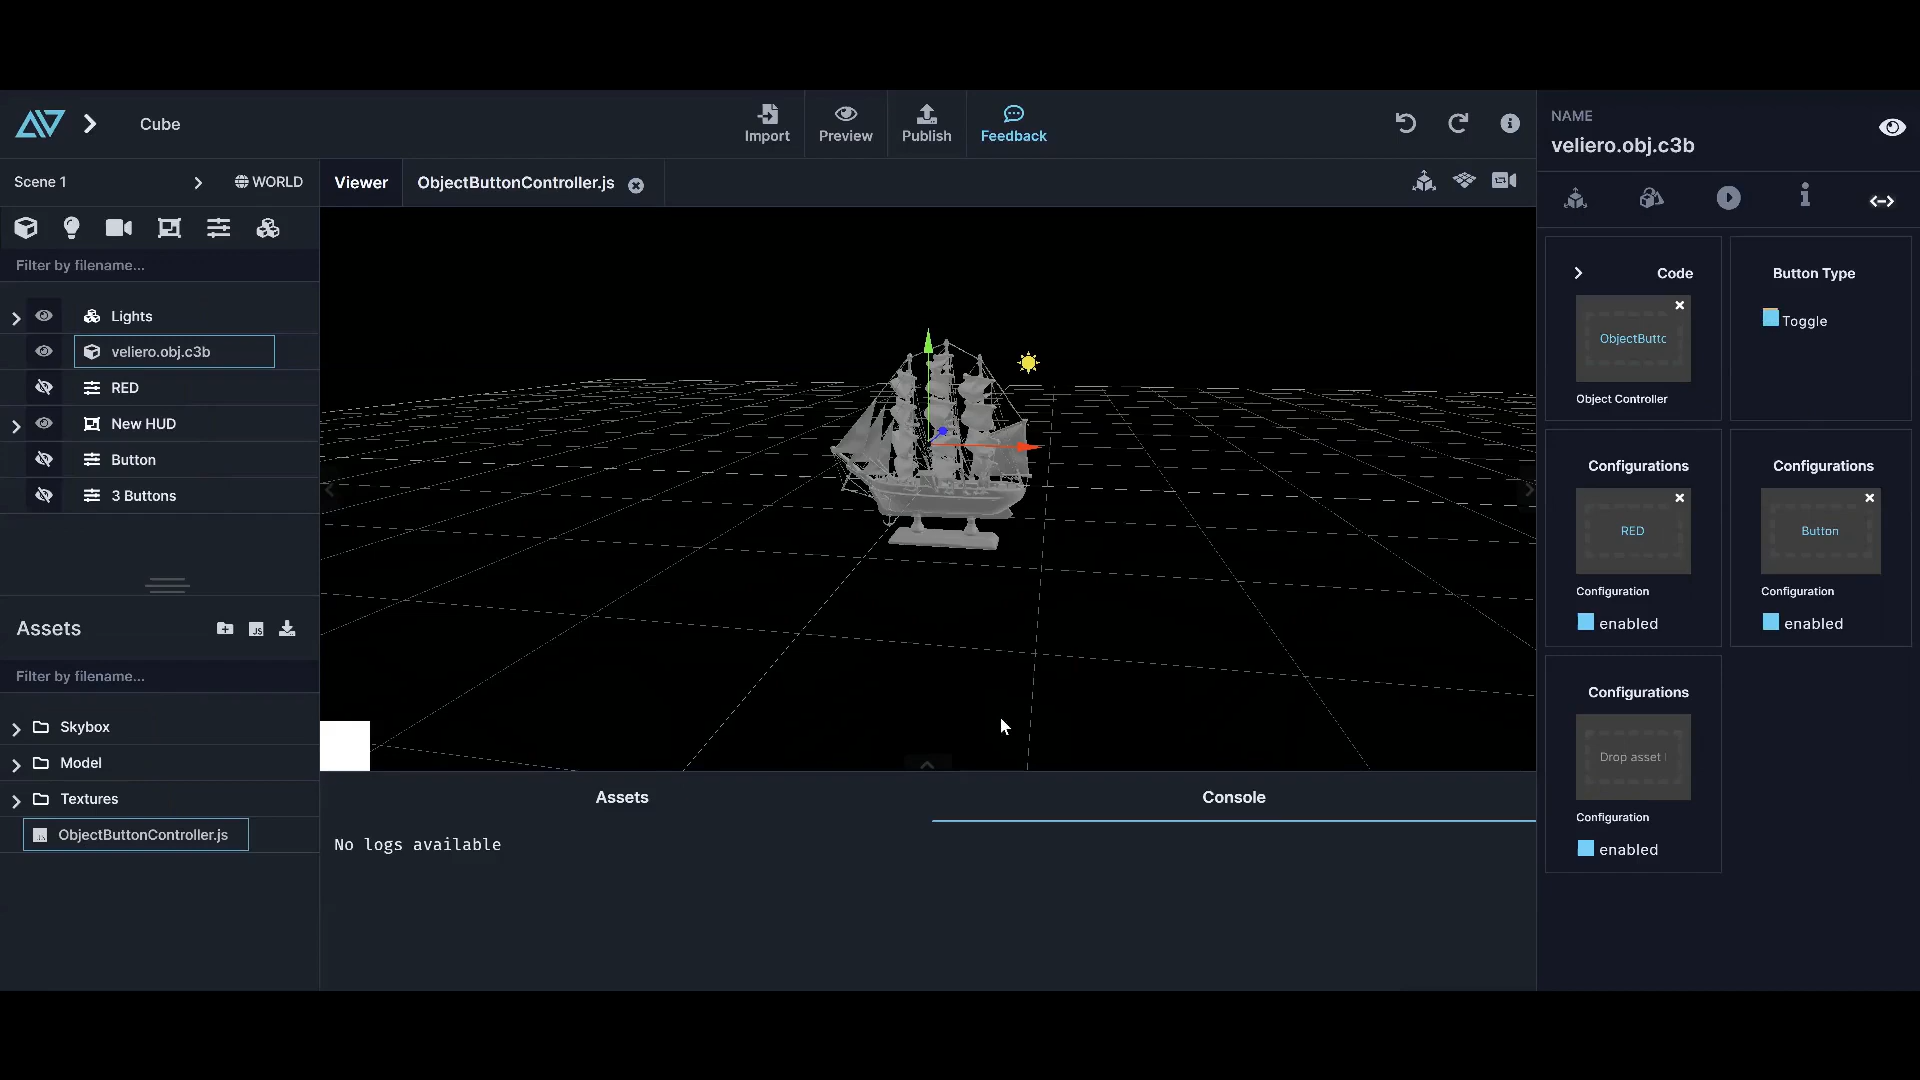 Cube
Import
Preview
Publish
Feedback
NAME
veliero.obj.c3b
Scene 1
WORLD
Viewer
ObjectButtonController.js
Filter by filename...
Lights
veliero.obj.c3b
RED
New HUD
Button
3 Buttons
Assets
Filter by filename...
Skybox
Model
Textures
ObjectButtonController.js
Assets
Console
No logs available
Code
ObjectButtc
Object Controller
Button Type
Toggle
Configurations
RED
Configuration
enabled
Configurations
Button
Configuration
enabled
Configurations
Drop asset
Configuration
enabled